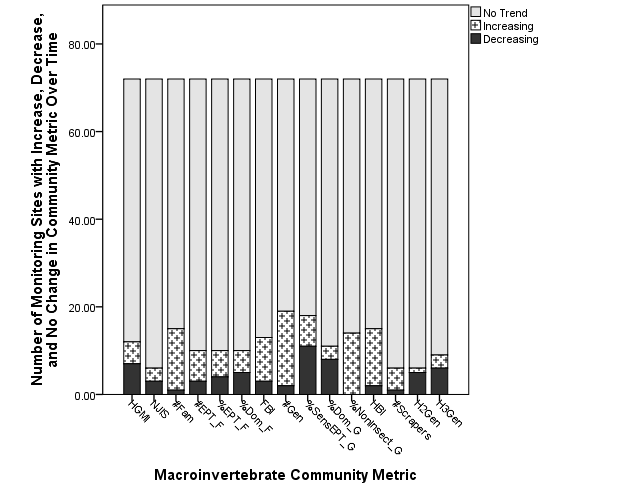 No Trend
Increasing
Decreasing
Number of Monitoring Sites with Increase, Decrease,
and No Change in Community Metric Over Time
80.00
60.00
40.00
20.00
0.00
HGMI
NJIS
#Fam
#EPT_F
%EPT_F
%Dom_F
FBI
#Gen
%SensEPT_G
%Dom_G
%NonInsect_G
HBI
#Scrapers
H2Gen
H3Gen
Macroinvertebrate Community Metric